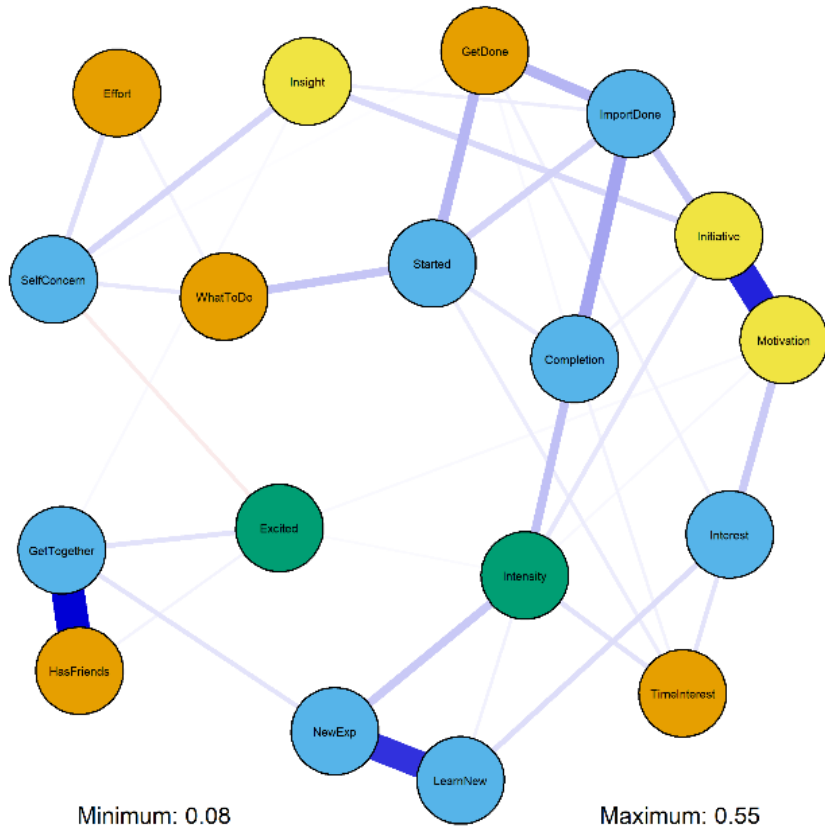 GetDone
Insight
Effort
ImportDone
Initiative
Started
SelfConcern
WhatToDo
Motivation
Completion
Excited
Interest
GetTogether
Intensity
HasFriends
TimeInterest
NewExp
LearnNew
Minimum: 0.08 Maximum: 0.55